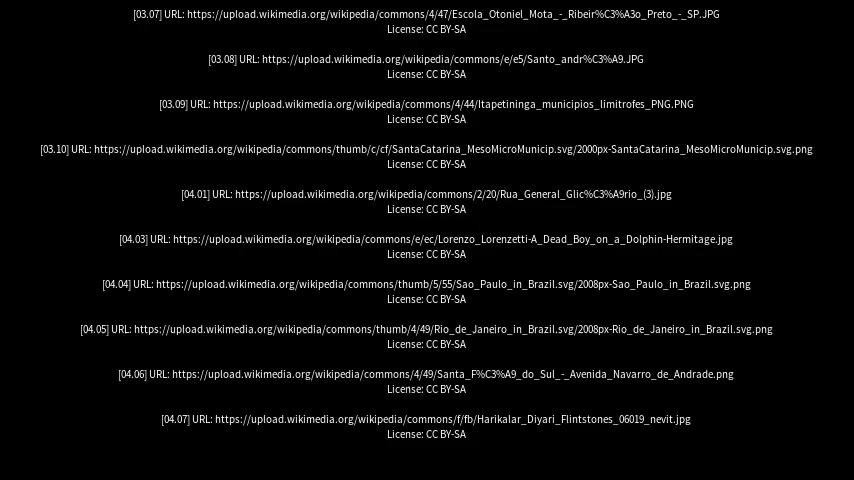 [03.07] URL: https://upload.wikimedia.org/wikipedia/commons/4/47/Escola_Otoniel_Mota_-_Ribeir%C3%A3o_Preto_-_SP.JPG
License: CC BY-SA
[03.08] URL: https://upload.wikimedia.org/wikipedia/commons/e/e5/Santo_andr%C3%A9.JPG
License: CC BY-SA
[03.09] URL: https://upload.wikimedia.org/wikipedia/commons/4/44/Itapetininga_municipios_limitrofes_PNG.PNG
License: CC BY-SA
[03.10] URL: https://upload.wikimedia.org/wikipedia/commons/thumb/c/cf/SantaCatarina_MesoMicroMunicip.svg/2000px-SantaCatarina_MesoMicroMunicip.svg.png
License: CC BY-SA
[04.01] URL: https://upload.wikimedia.org/wikipedia/commons/2/20/Rua_General_Glic%C3%A9rio_(3).jpg
License: CC BY-SA
[04.03] URL: https://upload.wikimedia.org/wikipedia/commons/e/ec/Lorenzo_Lorenzetti-A_Dead_Boy_on_a_Dolphin-Hermitage.jpg
License: CC BY-SA
[04.04] URL: https://upload.wikimedia.org/wikipedia/commons/thumb/5/55/Sao_Paulo_in_Brazil.svg/2008px-Sao_Paulo_in_Brazil.svg.png
License: CC BY-SA
[04.05] URL: https://upload.wikimedia.org/wikipedia/commons/thumb/4/49/Rio_de_Janeiro_in_Brazil.svg/2008px-Rio_de_Janeiro_in_Brazil.svg.png
License: CC BY-SA
[04.06] URL: https://upload.wikimedia.org/wikipedia/commons/4/49/Santa_F%C3%A9_do_Sul_-_Avenida_Navarro_de_Andrade.png
License: CC BY-SA
[04.07] URL: https://upload.wikimedia.org/wikipedia/commons/f/fb/Harikalar_Diyari_Flintstones_06019_nevit.jpg
License: CC BY-SA